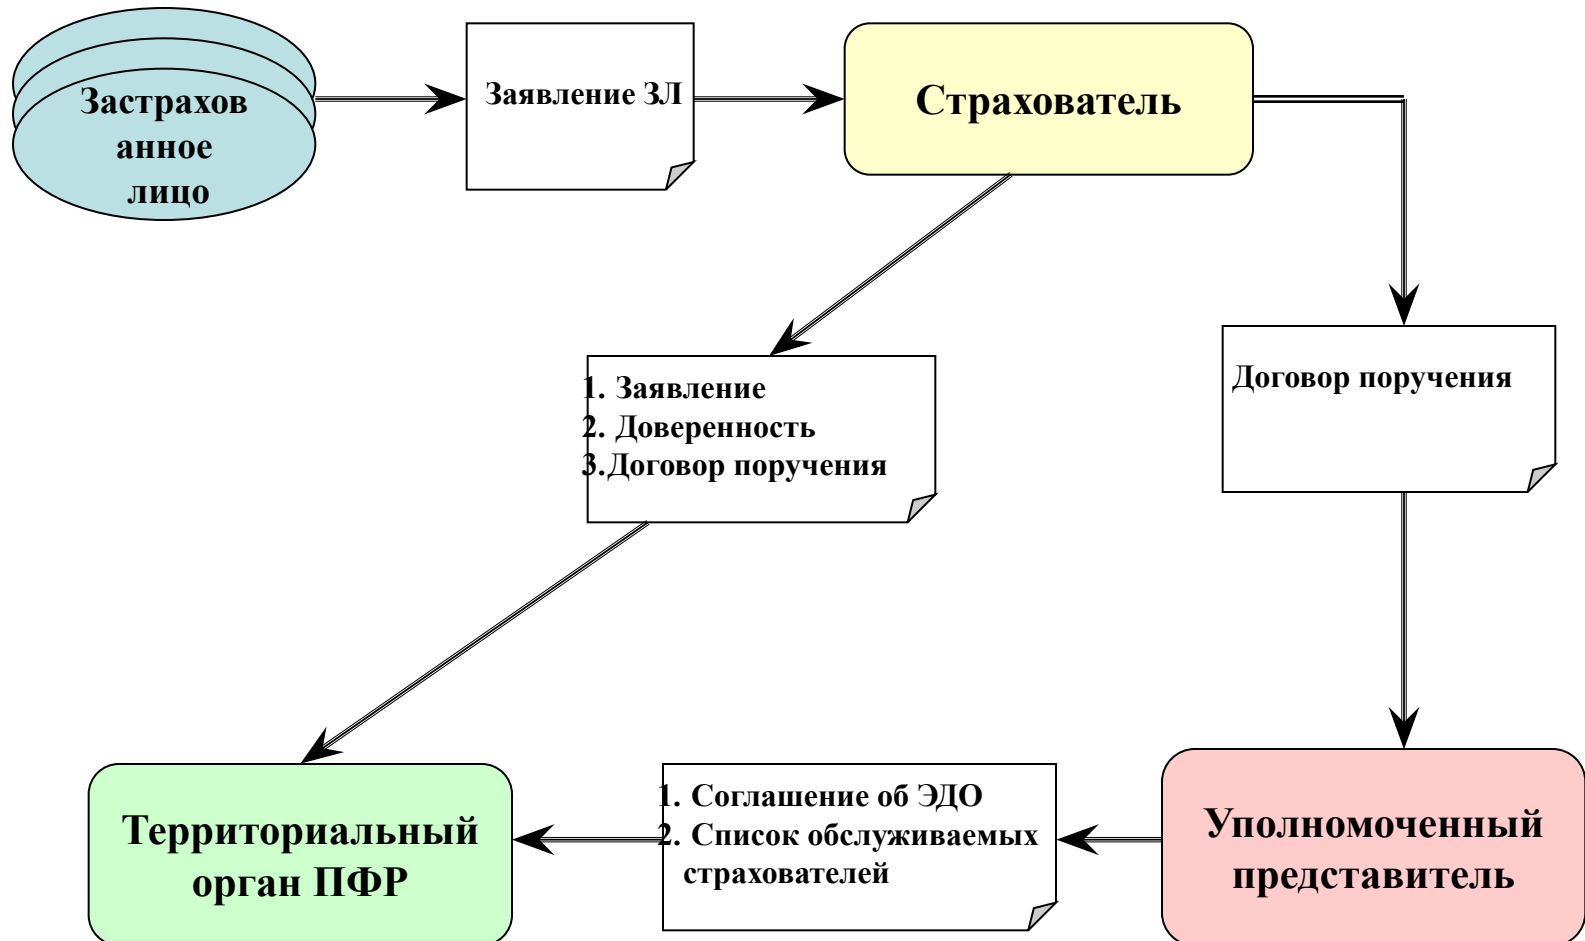 Застрахов
анное
лицо
Заявление ЗЛ
Страхователь
1. Заявление
2. Доверенность
3.Договор поручения
Договор поручения
Территориальный
орган ПФР
1. Соглашение об ЭДО
2. Список обслуживаемых
страхователей
Уполномоченный
представитель